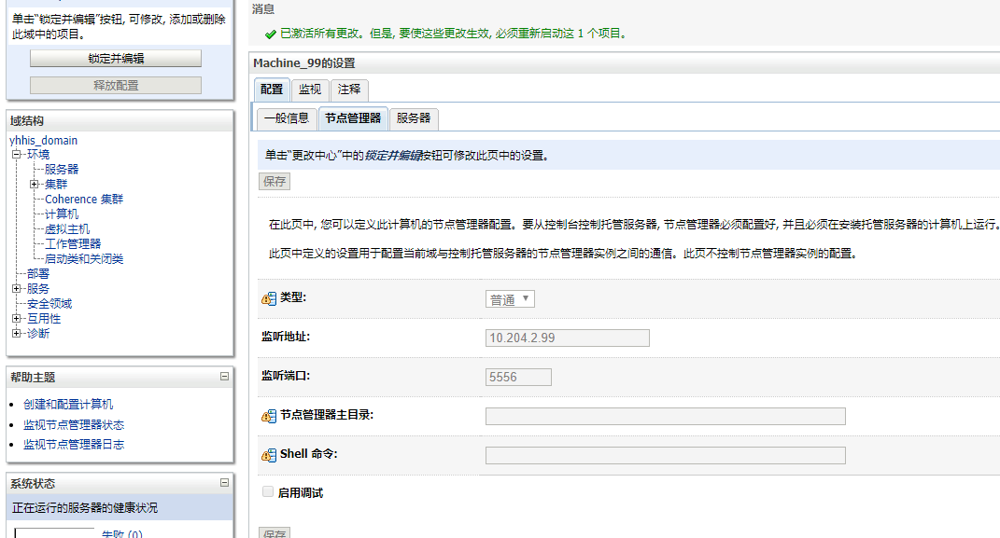 单击“锁定并编辑”按钮, 可修改, 添加或删除
此域中的项目。
锁定并编辑
释放配置
域结构
yhhis_domain
环境
服务器
集群
Coherence 集群
计算机
虚拟主机
工作管理器
启动类和关闭类
部署
服务
安全领域
互用性
诊断
帮助主题
创建和配置计算机
监视节点管理器状态
监视节点管理器日志
系统状态
正在运行的服务器的健康状况
失败 (0)
消息
已激活所有更改。但是, 要使这些更改生效, 必须重新启动这 1 个项目。
Machine_99的设置
配置 监视 注释
一般信息 节点管理器 服务器
单击“更改中心”中的锁定并编辑按钮可修改此页中的设置。
保存
在此页中, 您可以定义此计算机的节点管理器配置。要从控制台控制托管服务器, 节点管理器必须配置好, 并且必须在安装托管服务器的计算机上运行。
此页中定义的设置用于配置当前域与控制托管服务器的节点管理器实例之间的通信。此页不控制节点管理器实例的配置。
类型: 普通
监听地址: 10.204.2.99
监听端口: 5556
节点管理器主目录:
Shell 命令:
启用调试
保存